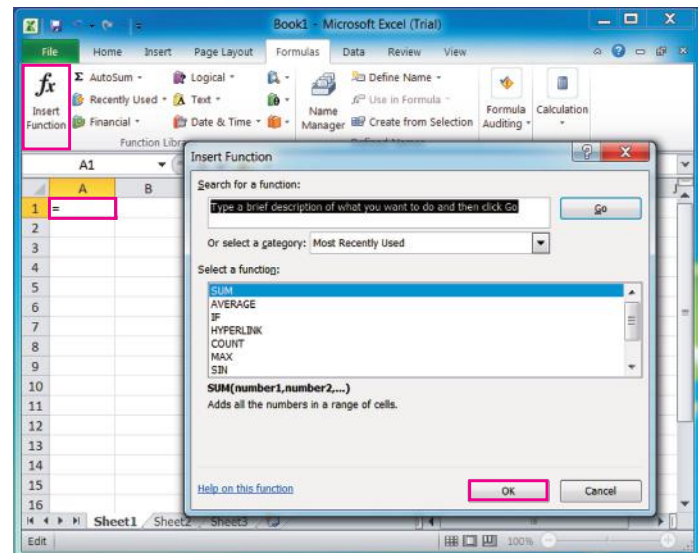 Book1 - Microsoft Excel (Trial)
File Home Insert Page Layout Formulas Data Review View
fx
Insert Function
Σ AutoSum
Recently Used
Financial
Logical
Text
Date & Time
Function Libr
Name Manager
Define Name
Use in Formula
Create from Selection
Defined Names
Formula Auditing
Calculation
A1
A B J
1 =
2
3
4
5
6
7
8
9
10
11
12
13
14
15
16
Insert Function
Search for a function:
Type a brief description of what you want to do and then click Go
Go
Or select a category: Most Recently Used
Select a function:
SUM
AVERAGE
IF
HYPERLINK
COUNT
MAX
SIN
SUM(number1,number2,...)
Adds all the numbers in a range of cells.
Help on this function
OK Cancel
Sheet1 Sheet2 Sheet3
Edit 100%